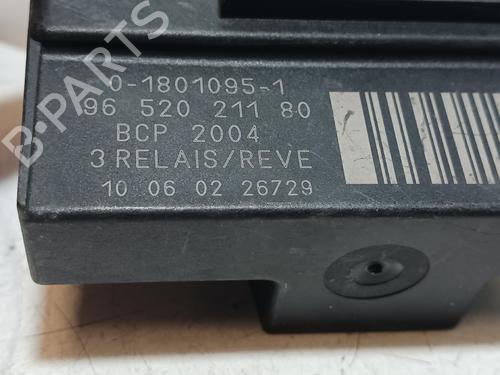 0-1801095-1
96 520 211 80
BCP 2004
3 RELAIS/REVE
10 06 02 26729
B-PARTS